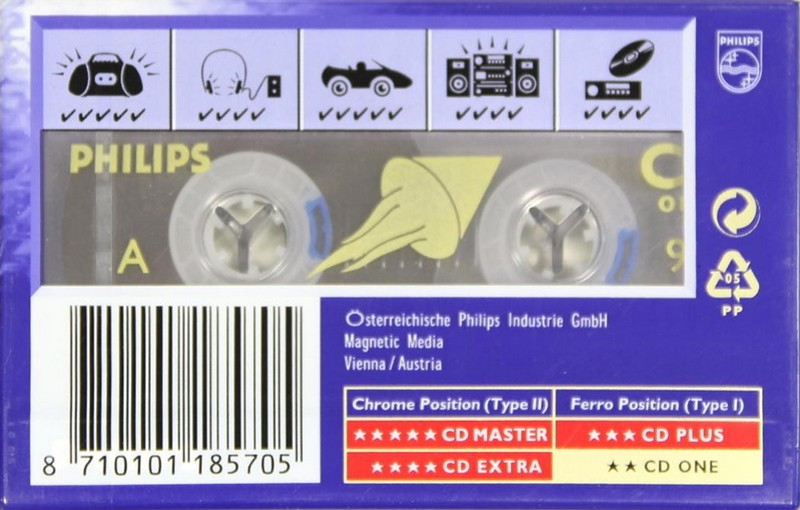 PHILIPS
PHILIPS
A
C
9
05
PP
Österreichische Philips Industrie GmbH
Magnetic Media
Vienna / Austria
Chrome Position (Type II) Ferro Position (Type I)
★★★★★ CD MASTER ★★★ CD PLUS
★★★★ CD EXTRA ★★ CD ONE
8 710101 185705